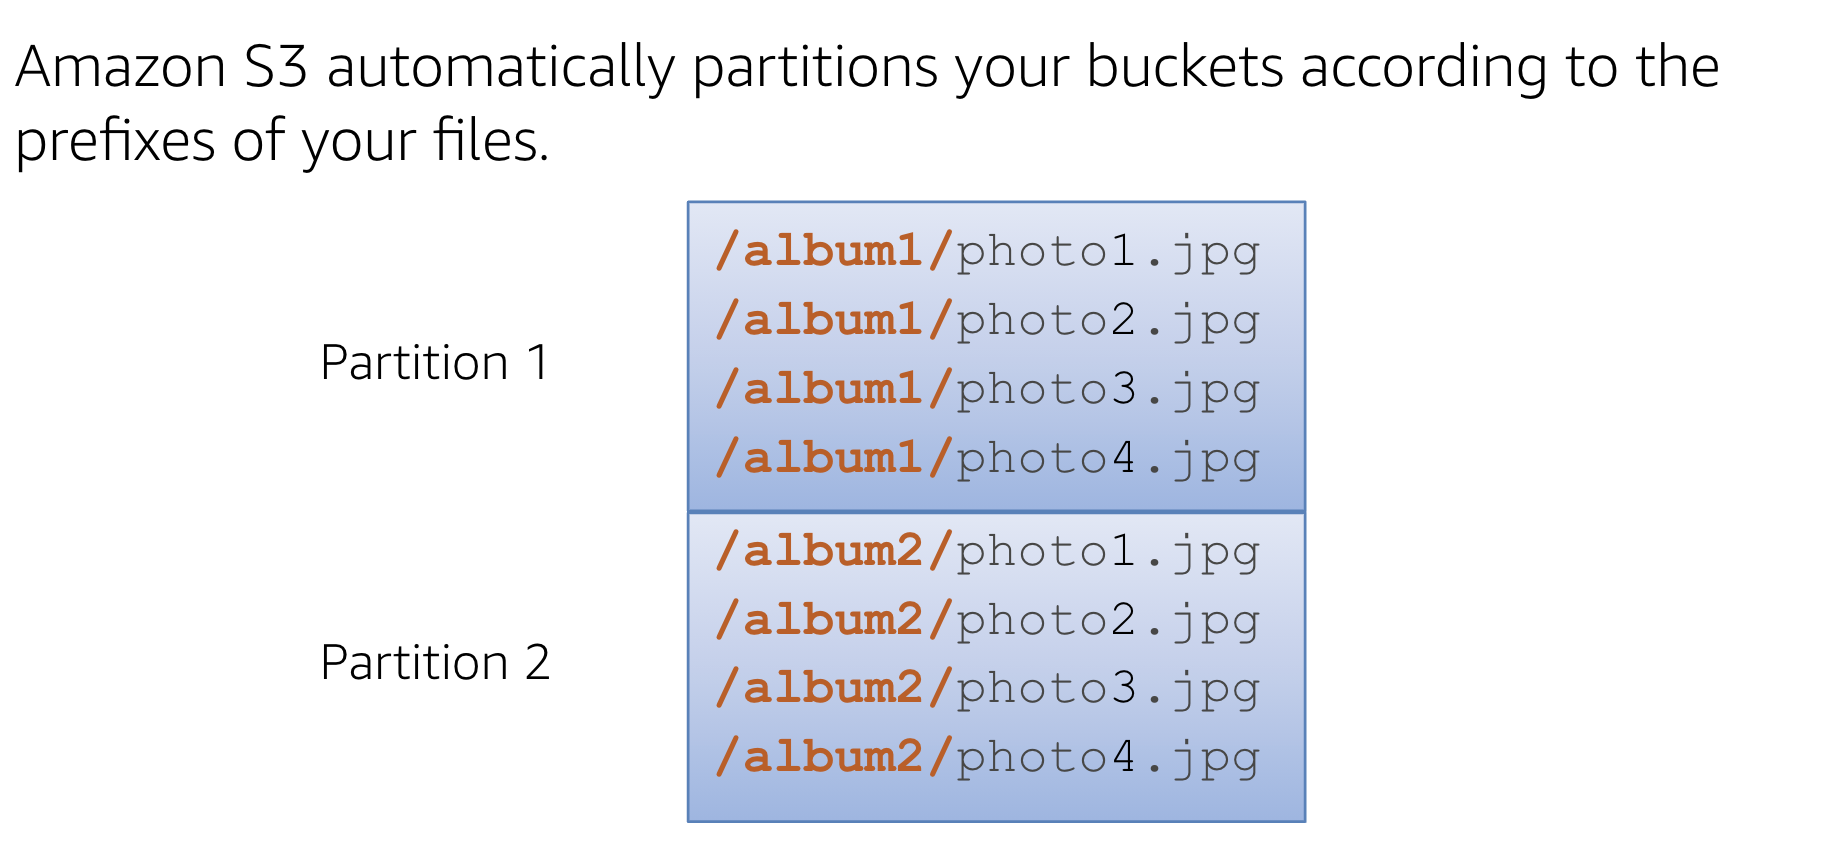 Amazon S3 automatically partitions your buckets according to the
prefixes of your files.
Partition 1
/album1/photo1.jpg
/album1/photo2.jpg
/album1/photo3.jpg
/album1/photo4.jpg
Partition 2
/album2/photo1.jpg
/album2/photo2.jpg
/album2/photo3.jpg
/album2/photo4.jpg